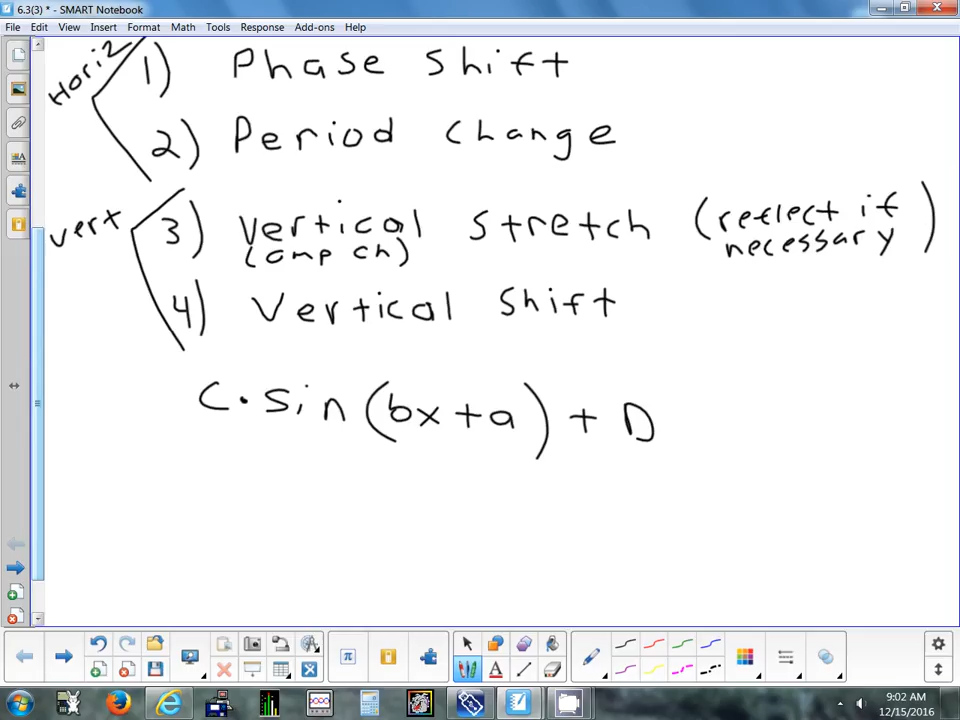 6.3(3) * - SMART Notebook
File Edit View Insert Format Math Tools Response Add-ons Help
Horiz
1) Phase Shift
2) Period Change
vert
3) Vertical Stretch (reflect if necessary)
(amp ch)
4) Vertical Shift
C · sin (bx + a) + D
9:02 AM
12/15/2016